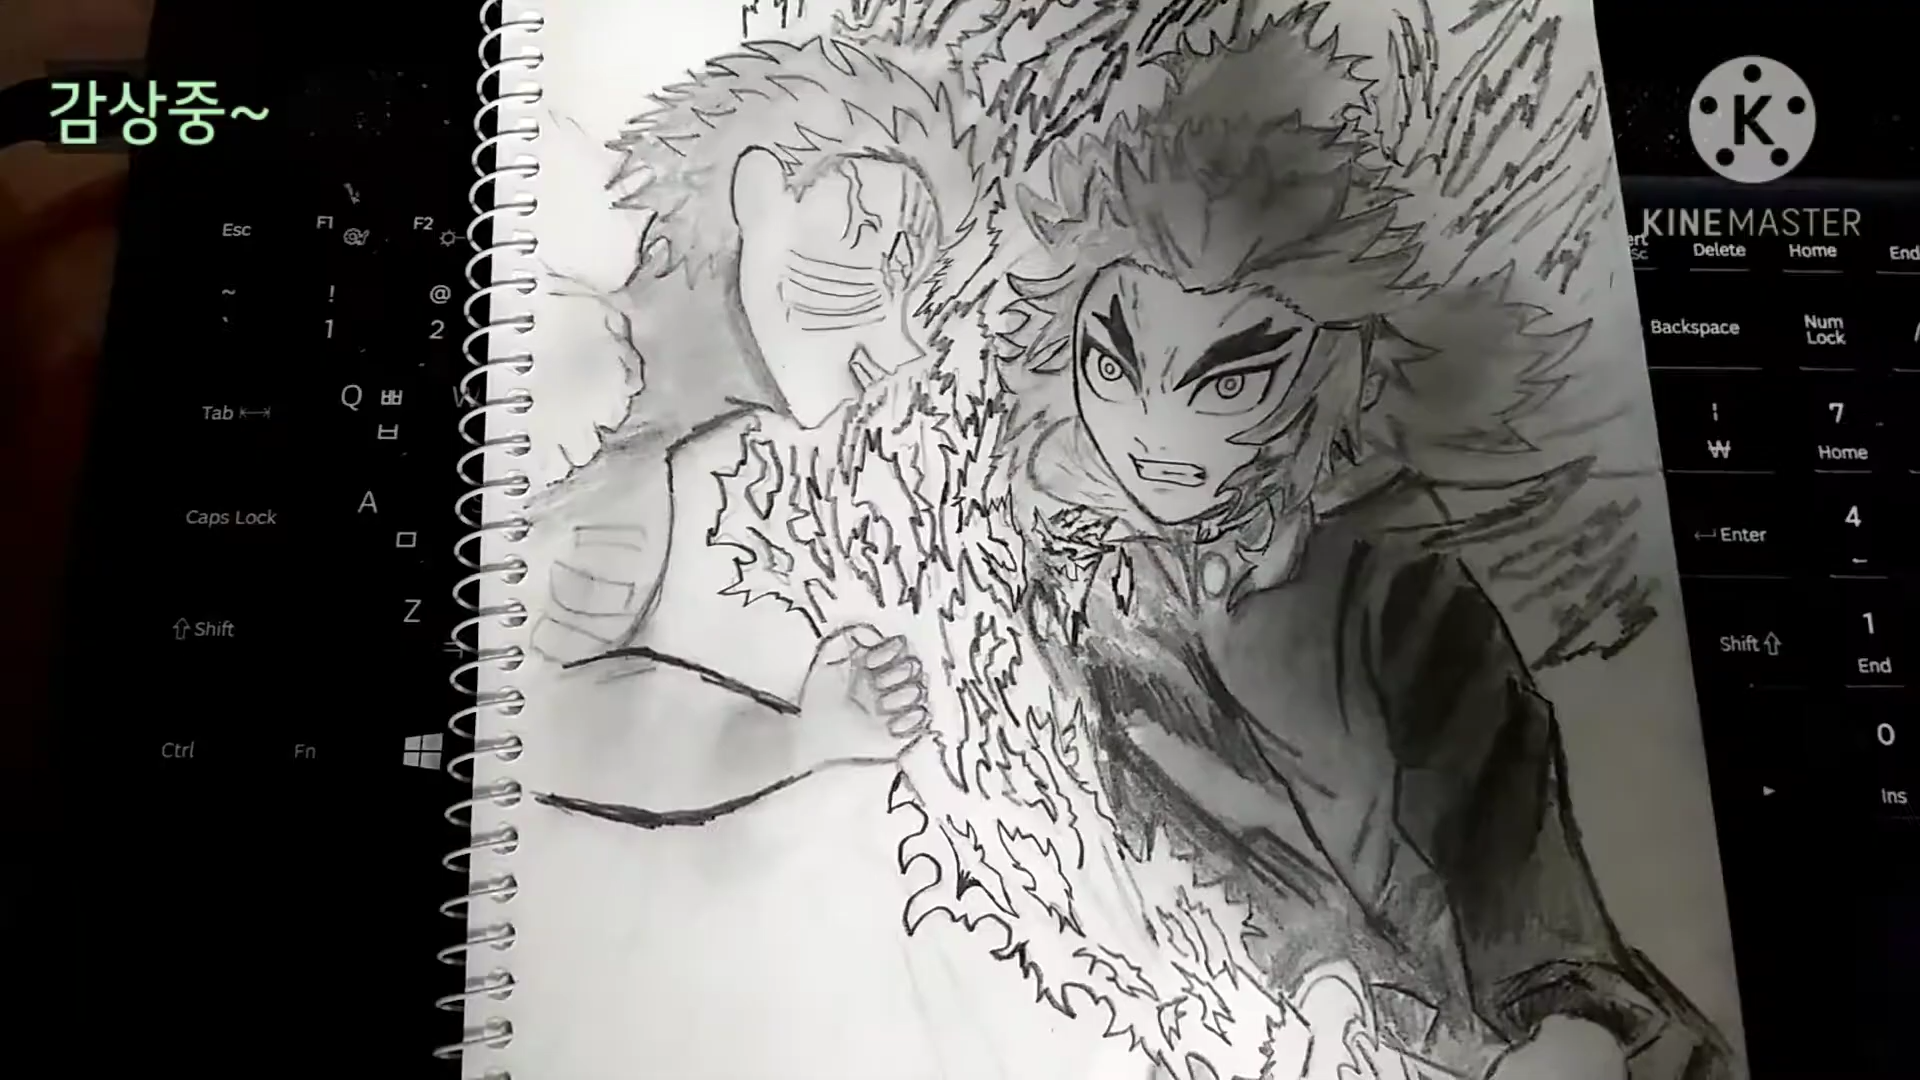 감상중~
K
KINEMASTER
Esc
F1
F2
Delete
Home
End
~
!
@
`
1
2
Backspace
Num
Lock
Tab
Q ㅃ
ㅂ
W
₩
7
Home
Caps Lock
A
ㅁ
Enter
4
Shift
Z
ㅋ
Shift
1
End
Ctrl
Fn
0
Ins